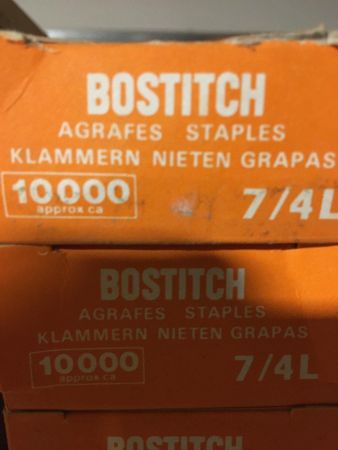 BOSTITCH
AGRAFES STAPLES
KLAMMERN NIETEN GRAPAS
10000
approx ca
7/4L
BOSTITCH
AGRAFES STAPLES
KLAMMERN NIETEN GRAPAS
10000
approx ca
7/4L
BOSTITCH